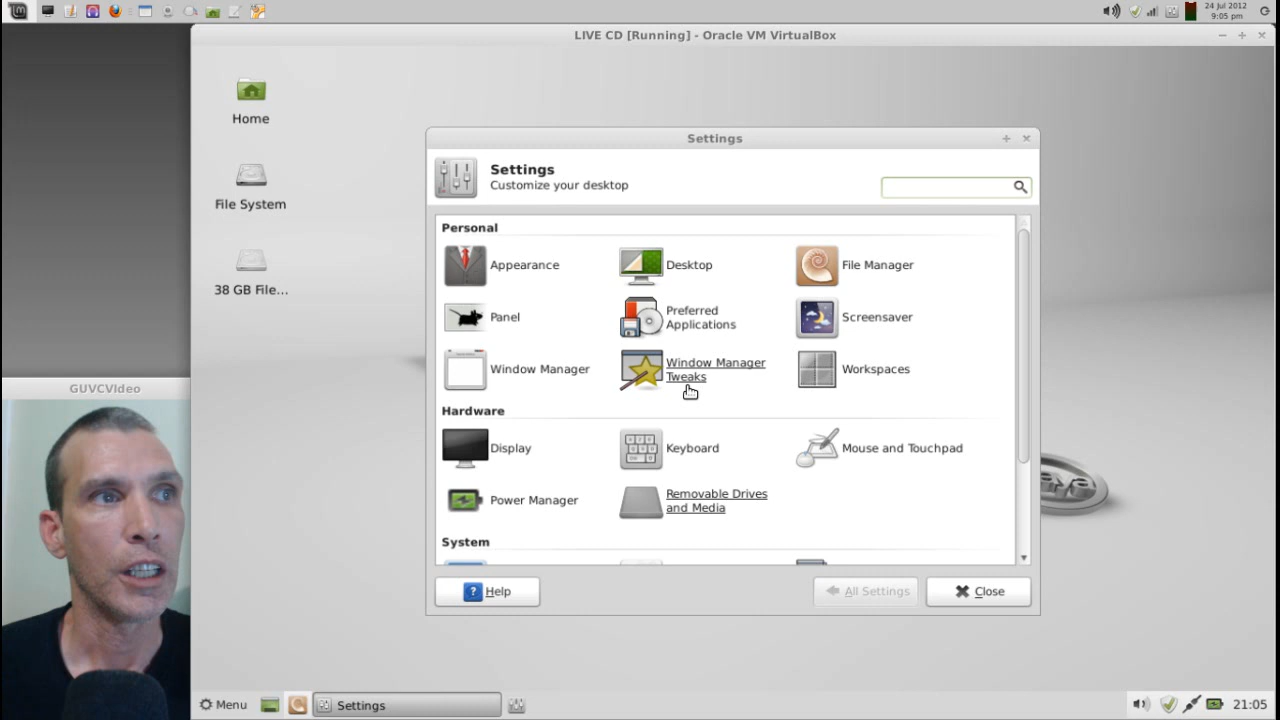 24 Jul 2012
9:05 pm
LIVE CD [Running] - Oracle VM VirtualBox
Home
File System
38 GB File...
Settings
Settings
Customize your desktop
Personal
Appearance
Desktop
File Manager
Panel
Preferred
Applications
Screensaver
Window Manager
Window Manager
Tweaks
Workspaces
Hardware
Display
Keyboard
Mouse and Touchpad
Power Manager
Removable Drives
and Media
System
Help
All Settings
Close
GUVCVIdeo
Menu
Settings
21:05